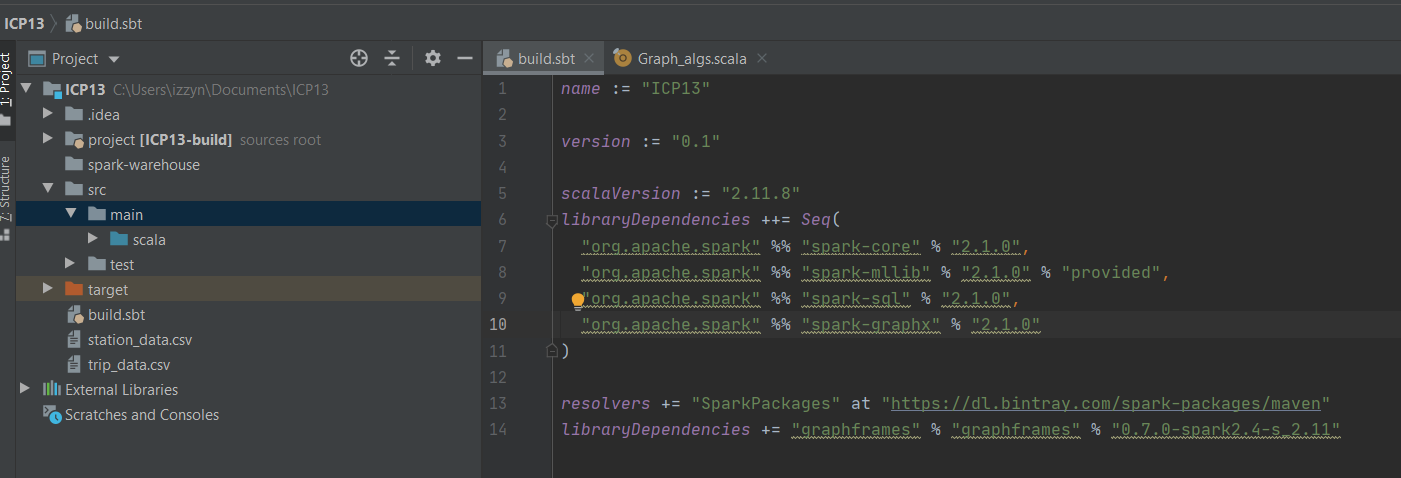 ICP13 build.sbt
1: Project
7: Structure
Project
ICP13 C:\Users\izzyn\Documents\ICP13
.idea
project [ICP13-build] sources root
spark-warehouse
src
main
scala
test
target
build.sbt
station_data.csv
trip_data.csv
External Libraries
Scratches and Consoles
build.sbt Graph_algs.scala
1 name := "ICP13"
2
3 version := "0.1"
4
5 scalaVersion := "2.11.8"
6 libraryDependencies ++= Seq(
7 "org.apache.spark" %% "spark-core" % "2.1.0",
8 "org.apache.spark" %% "spark-mllib" % "2.1.0" % "provided",
9 "org.apache.spark" %% "spark-sql" % "2.1.0",
10 "org.apache.spark" %% "spark-graphx" % "2.1.0"
11 )
12
13 resolvers += "SparkPackages" at "https://dl.bintray.com/spark-packages/maven"
14 libraryDependencies += "graphframes" % "graphframes" % "0.7.0-spark2.4-s_2.11"